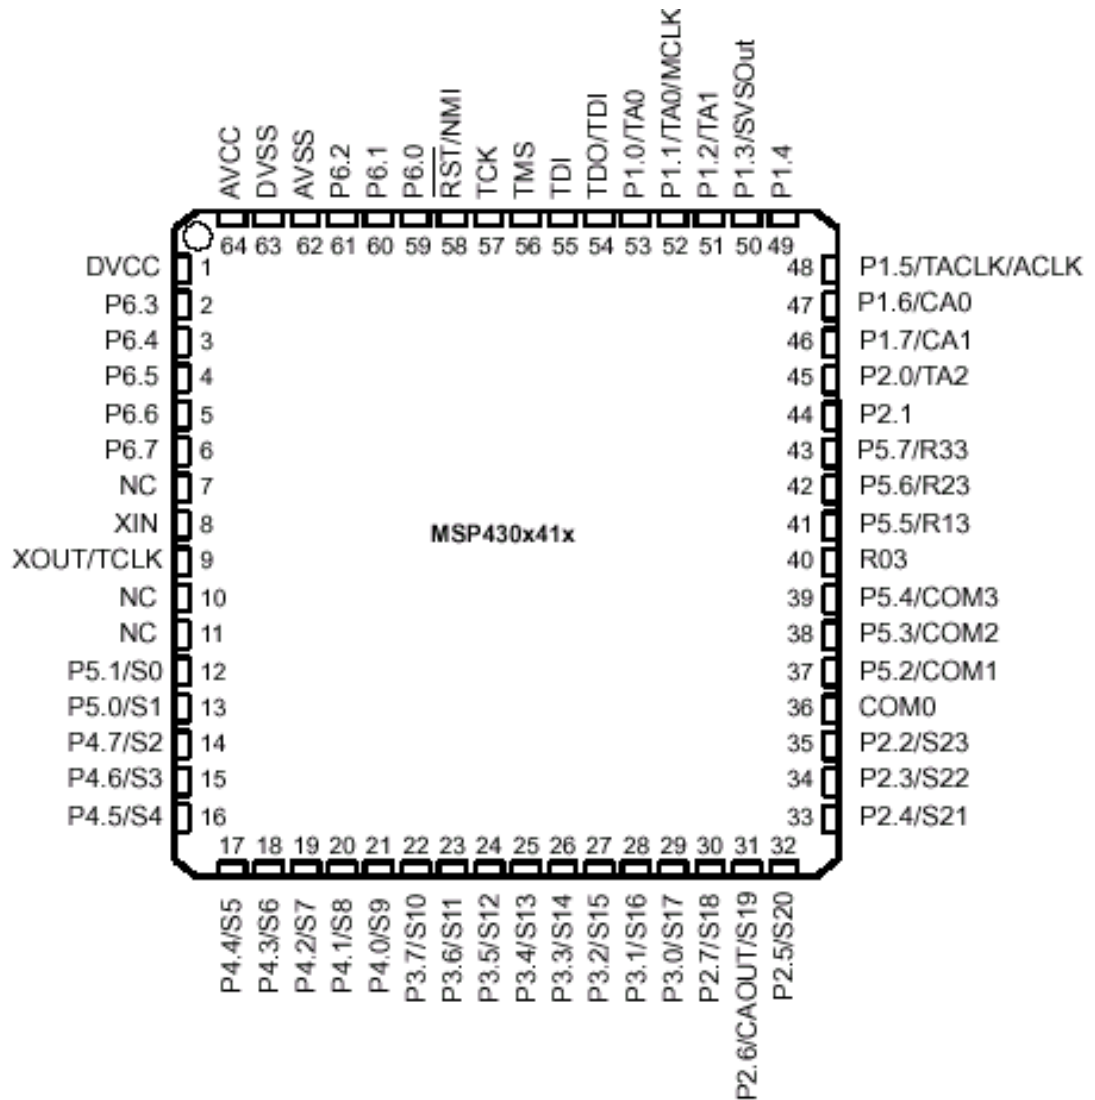 AVCC
DVSS
AVSS
P6.2
P6.1
P6.0
RST/NMI
TCK
TMS
TDI
TDO/TDI
P1.0/TA0
P1.1/TA0/MCLK
P1.2/TA1
P1.3/SVSOut
P1.4
64 63 62 61 60 59 58 57 56 55 54 53 52 51 50 49
DVCC 1 48 P1.5/TACLK/ACLK
P6.3 2 47 P1.6/CA0
P6.4 3 46 P1.7/CA1
P6.5 4 45 P2.0/TA2
P6.6 5 44 P2.1
P6.7 6 43 P5.7/R33
NC 7 42 P5.6/R23
XIN 8 41 P5.5/R13
MSP430x41x
XOUT/TCLK 9 40 R03
NC 10 39 P5.4/COM3
NC 11 38 P5.3/COM2
P5.1/S0 12 37 P5.2/COM1
P5.0/S1 13 36 COM0
P4.7/S2 14 35 P2.2/S23
P4.6/S3 15 34 P2.3/S22
P4.5/S4 16 33 P2.4/S21
17 18 19 20 21 22 23 24 25 26 27 28 29 30 31 32
P4.4/S5
P4.3/S6
P4.2/S7
P4.1/S8
P4.0/S9
P3.7/S10
P3.6/S11
P3.5/S12
P3.4/S13
P3.3/S14
P3.2/S15
P3.1/S16
P3.0/S17
P2.7/S18
P2.6/CAOUT/S19
P2.5/S20